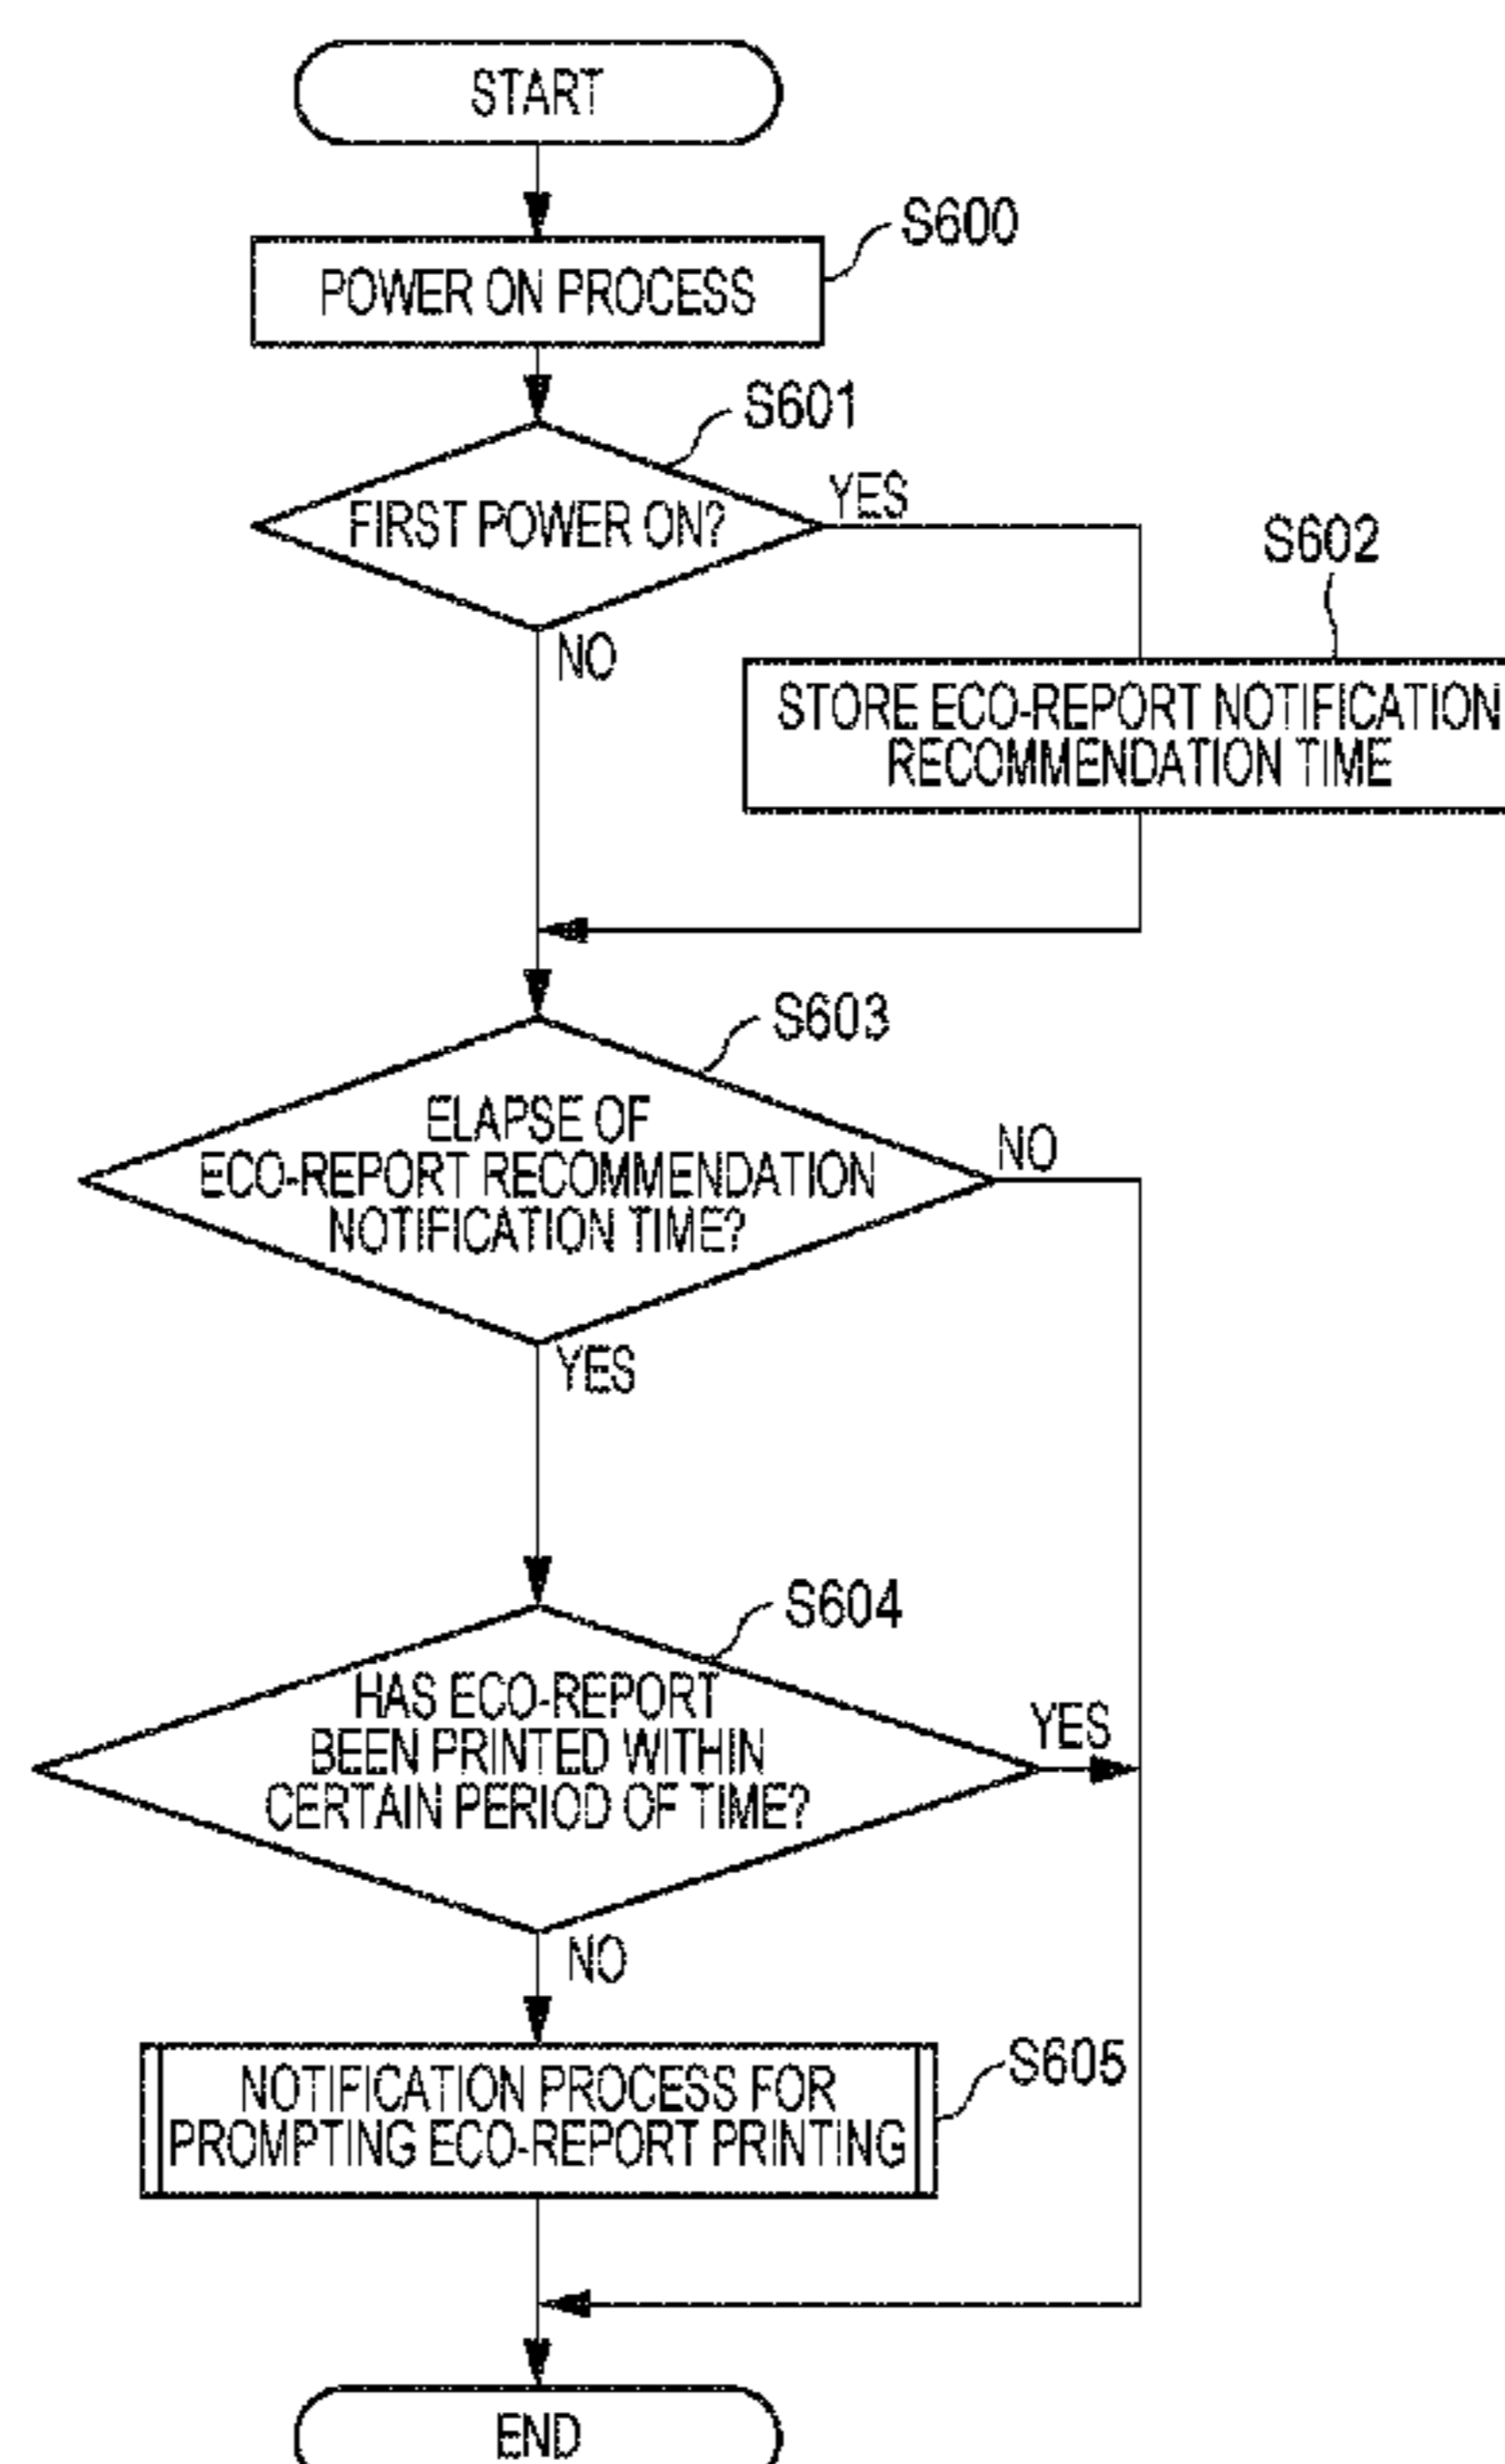 START
S600
POWER ON PROCESS
S601
FIRST POWER ON?
YES
NO
S602
STORE ECO-REPORT NOTIFICATION
RECOMMENDATION TIME
S603
ELAPSE OF
ECO-REPORT RECOMMENDATION
NOTIFICATION TIME?
NO
YES
S604
HAS ECO-REPORT
BEEN PRINTED WITHIN
CERTAIN PERIOD OF TIME?
YES
NO
S605
NOTIFICATION PROCESS FOR
PROMPTING ECO-REPORT PRINTING
END